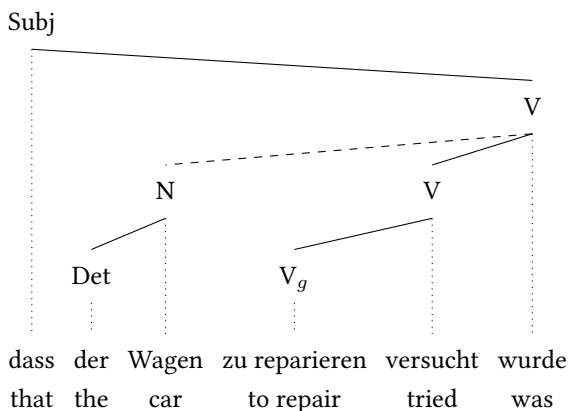 Subj
V
N V
Det V_g
dass der Wagen zu reparieren versucht wurde
that the car to repair tried was